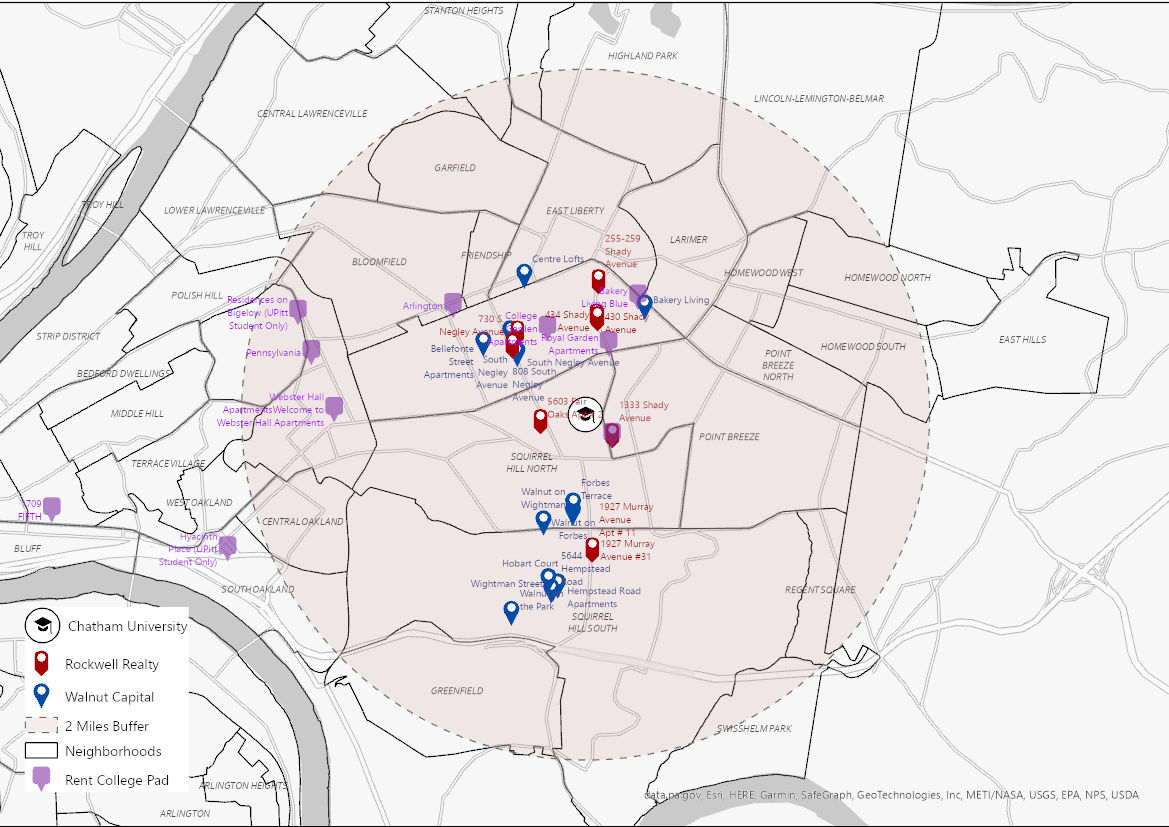 STANTON HEIGHTS
HIGHLAND PARK
LINCOLN-LEMINGTON-BELMAR
CENTRAL LAWRENCEVILLE
GARFIELD
TROY HILL
LOWER LAWRENCEVILLE
EAST LIBERTY
TROY
HILL
255-259
Shady
Avenue
LARIMER
FRIENDSHIP
Centre Lofts
BLOOMFIELD
HOMEWOOD WEST
HOMEWOOD NORTH
POLISH HILL
Residences on
Bigelow (UPitt
Student Only)
Arlington
Bakery
Living Blue
Bakery Living
730 S
Negley Avenue
College
Garden
Apartments
434 Shady
Avenue
430 Shady
Avenue
STRIP DISTRICT
Royal Garden
Apartments
EAST HILLS
HOMEWOOD SOUTH
Pennsylvania
Bellefonte
Street
Apartments
South
Negley
Avenue
South Negley Avenue
808 South
Negley
Avenue
POINT
BREEZE
NORTH
BEDFORD DWELLINGS
Webster Hall
ApartmentsWelcome to
Webster Hall Apartments
MIDDLE HILL
5603 Fair
Oaks
1333 Shady
Avenue
POINT BREEZE
SQUIRREL
HILL NORTH
TERRACE VILLAGE
Forbes
Terrace
Walnut on
Wightman
WEST OAKLAND
1709
FIFTH
1927 Murray
Avenue
Apt # 11
CENTRAL OAKLAND
Walnut on
Forbes
Hyacinth
Place (UPitt
Student Only)
BLUFF
1927 Murray
Avenue #31
5644
Hempstead
Road
Hobart Court
Wightman Street
Hempstead Road
Apartments
Walnut on
the Park
SOUTH OAKLAND
REGENT SQUARE
SQUIRREL
HILL SOUTH
GREENFIELD
SWISSHELM PARK
Chatham University
Rockwell Realty
Walnut Capital
2 Miles Buffer
Neighborhoods
Rent College Pad
ARLINGTON HEIGHTS
ARLINGTON
data.pa.gov, Esri, HERE, Garmin, SafeGraph, GeoTechnologies, Inc, METI/NASA, USGS, EPA, NPS, USDA